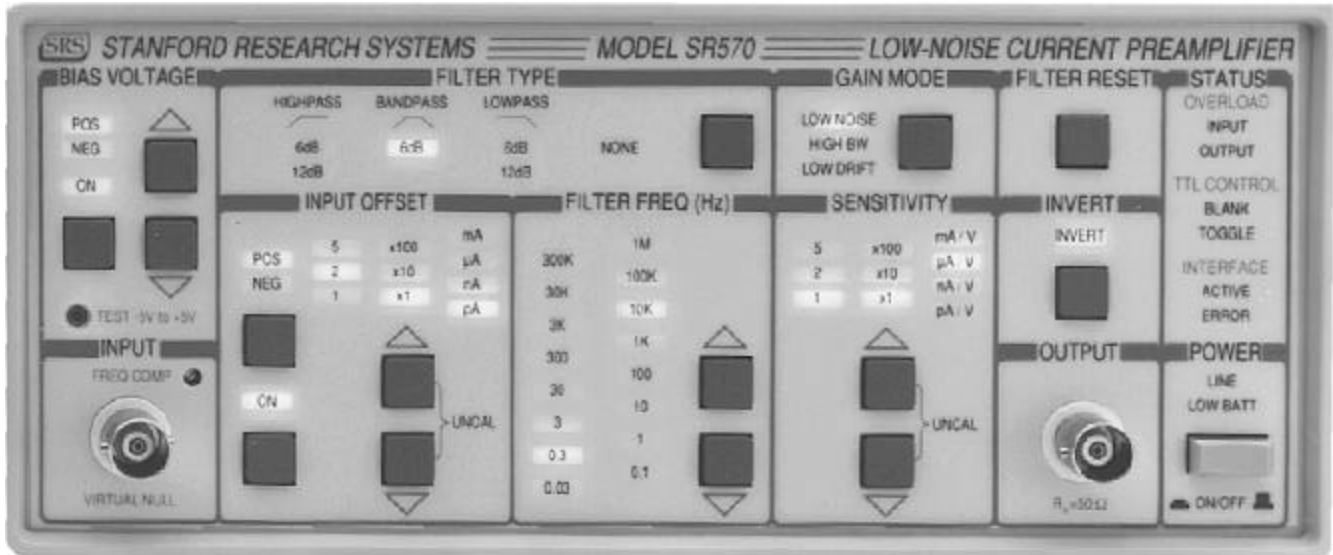 SRS STANFORD RESEARCH SYSTEMS MODEL SR570 LOW-NOISE CURRENT PREAMPLIFIER
BIAS VOLTAGE
POS
NEG
ON
TEST -5V to +5V
FILTER TYPE
HIGHPASS BANDPASS LOWPASS
6dB 6dB 6dB NONE
12dB 12dB
GAIN MODE
LOW NOISE
HIGH BW
LOW DRIFT
FILTER RESET
STATUS
OVERLOAD
INPUT
OUTPUT
TTL CONTROL
BLANK
TOGGLE
INTERFACE
ACTIVE
ERROR
INPUT OFFSET
POS
NEG
ON
5 x100 mA
2 x10 µA
1 x1 nA
pA
UNCAL
FILTER FREQ (Hz)
1M
300K
100K
30K
10K
3K
1K
300
100
30
10
3
1
0.3
0.1
0.03
SENSITIVITY
5 x100 mA / V
2 x10 µA / V
1 x1 nA / V
pA / V
UNCAL
INVERT
INVERT
INPUT
FREQ COMP
VIRTUAL NULL
OUTPUT
R₀=50Ω
POWER
LINE
LOW BATT
ON/OFF